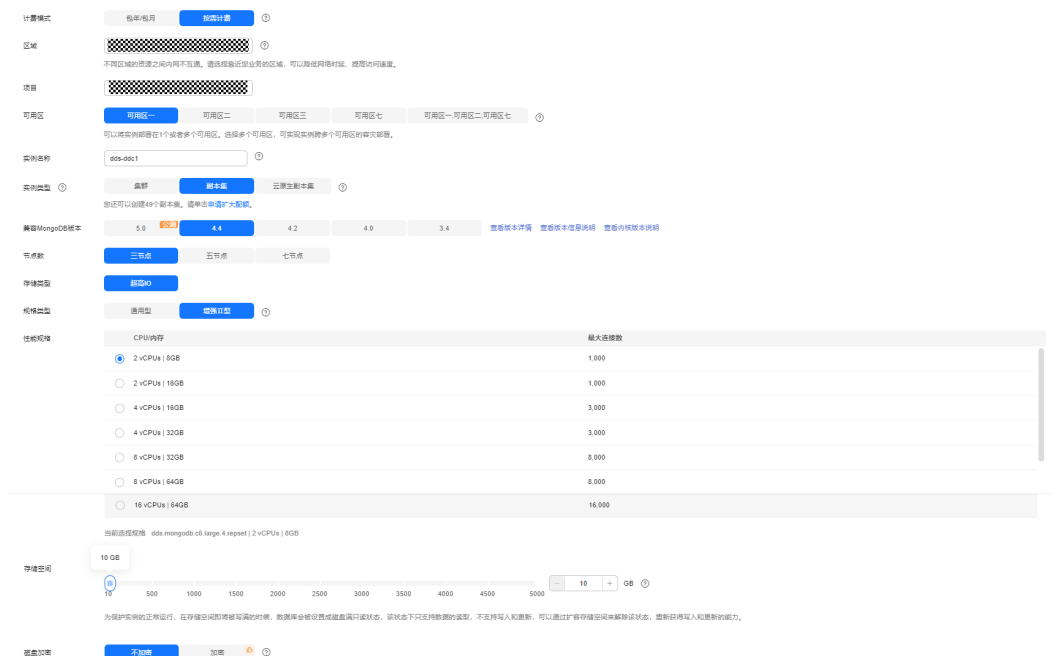 计费模式 包年/包月 按需计费
区域
不同区域的资源之间内网不互通。请选择靠近您业务的区域，可以降低网络时延、提高访问速度。
项目
可用区 可用区一 可用区二 可用区三 可用区七 可用区一,可用区二,可用区七
可以将实例部署在1个或者多个可用区。选择多个可用区，可实现实例跨多个可用区的容灾部署。
实例名称 dds-ddc1
实例类型 集群 副本集 云原生副本集
您还可以创建49个副本集。请单击申请扩大配额。
兼容MongoDB版本 5.0 公测 4.4 4.2 4.0 3.4 查看版本详情 查看版本信息说明 查看内核版本说明
节点数 三节点 五节点 七节点
存储类型 超高IO
规格类型 通用型 增强II型
性能规格 CPU/内存 最大连接数
2 vCPUs | 8GB 1,000
2 vCPUs | 16GB 1,000
4 vCPUs | 16GB 3,000
4 vCPUs | 32GB 3,000
8 vCPUs | 32GB 8,000
8 vCPUs | 64GB 8,000
16 vCPUs | 64GB 16,000
当前选择规格 dds.mongodb.c6.large.4.repset | 2 vCPUs | 8GB
10 GB
存储空间 10 GB
10 500 1000 1500 2000 2500 3000 3500 4000 4500 5000
为保护实例的正常运行，在存储空间即将被写满的时候，数据库会被设置成磁盘满只读状态，该状态下只支持数据的读取，不支持写入和更新，可以通过扩容存储空间来解除该状态，重新获得写入和更新的能力。
磁盘加密 不加密 加密